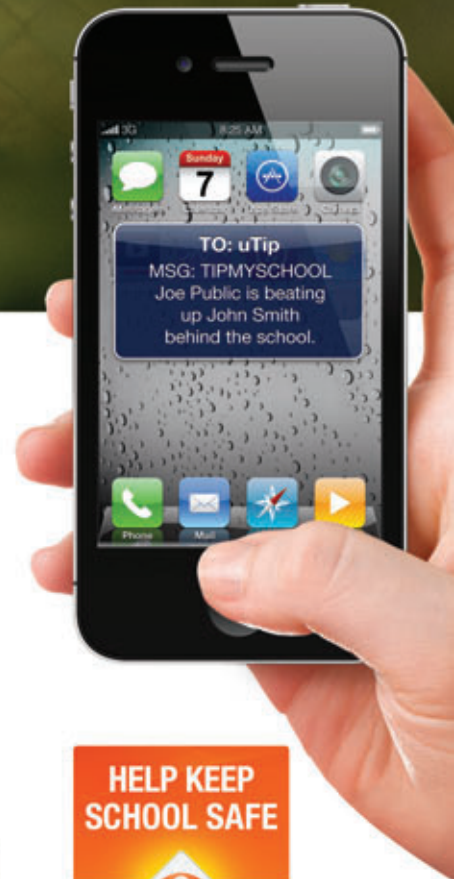 3G 8:25 AM
Sunday
7
TO: uTip
MSG: TIPMYSCHOOL
Joe Public is beating
up John Smith
behind the school.
Phone Mail
HELP KEEP
SCHOOL SAFE